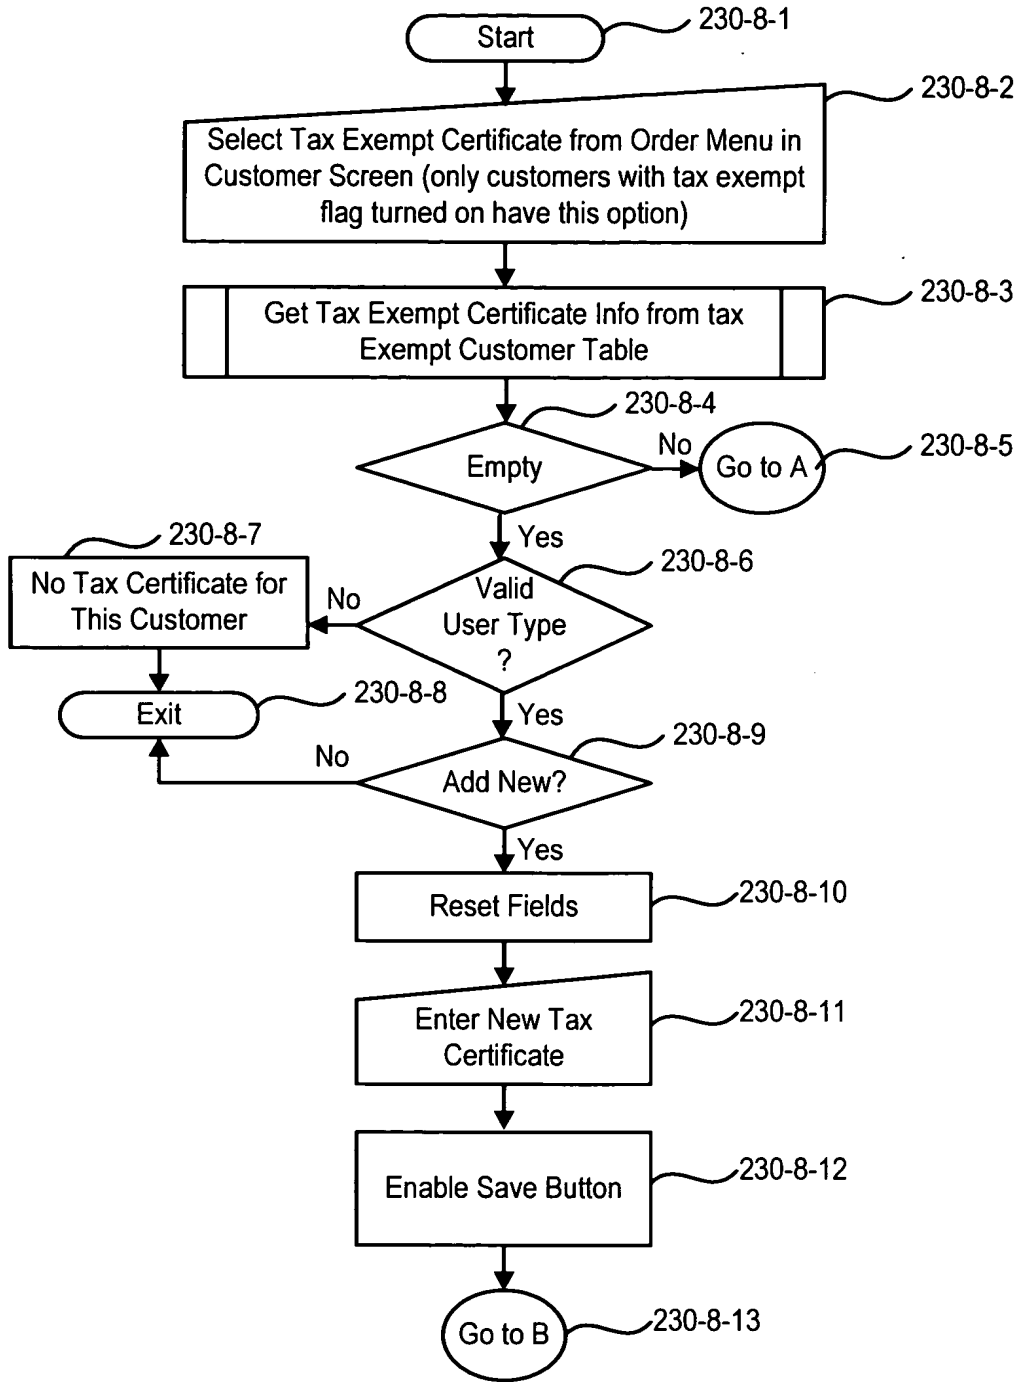 Start
230-8-1
230-8-2
Select Tax Exempt Certificate from Order Menu in
Customer Screen (only customers with tax exempt
flag turned on have this option)
230-8-3
Get Tax Exempt Certificate Info from tax
Exempt Customer Table
230-8-4
Empty
No
Go to A
230-8-5
Yes
230-8-6
Valid
User Type
?
No
230-8-7
No Tax Certificate for
This Customer
230-8-8
Exit
Yes
230-8-9
Add New?
No
Yes
Reset Fields
230-8-10
Enter New Tax
Certificate
230-8-11
Enable Save Button
230-8-12
Go to B
230-8-13